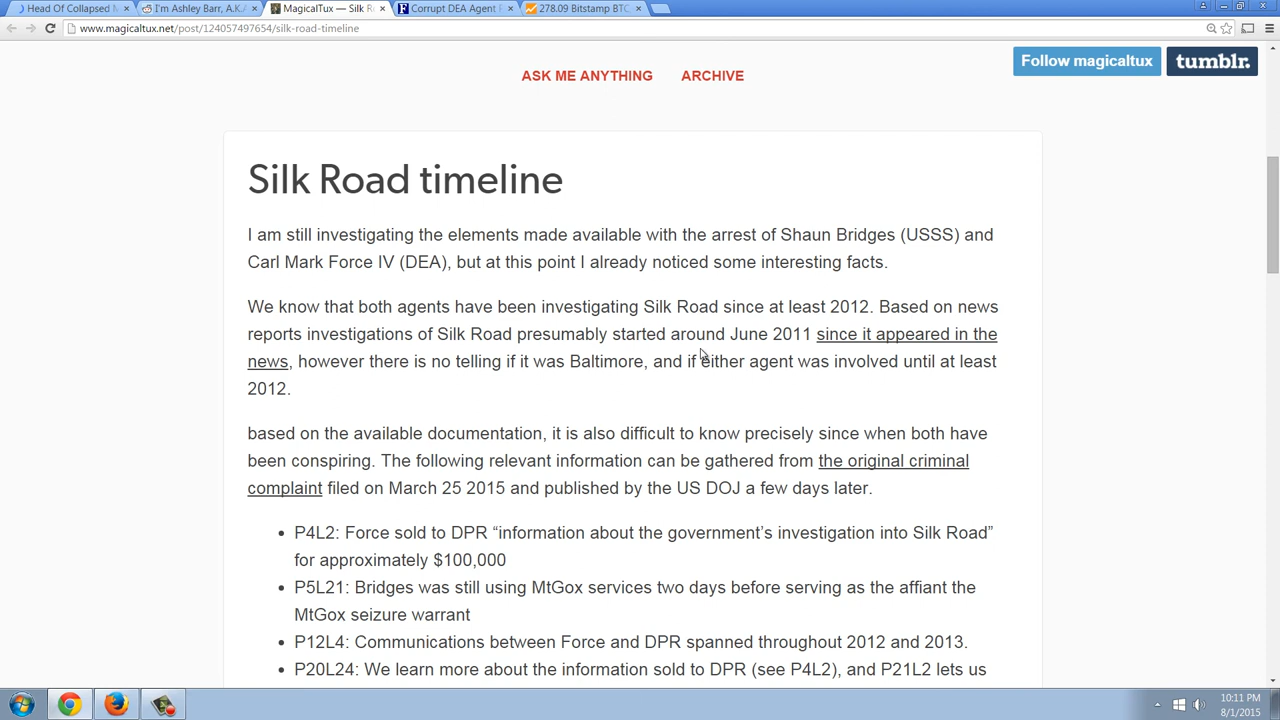 Head Of Collapsed M
I'm Ashley Barr, A.K.A
MagicalTux — Silk R
Corrupt DEA Agent
278.09 Bitstamp BTC
www.magicaltux.net/post/124057497654/silk-road-timeline
ASK ME ANYTHING ARCHIVE
Follow magicaltux
tumblr.
Silk Road timeline
I am still investigating the elements made available with the arrest of Shaun Bridges (USSS) and
Carl Mark Force IV (DEA), but at this point I already noticed some interesting facts.
We know that both agents have been investigating Silk Road since at least 2012. Based on news
reports investigations of Silk Road presumably started around June 2011 since it appeared in the
news, however there is no telling if it was Baltimore, and if either agent was involved until at least
2012.
based on the available documentation, it is also difficult to know precisely since when both have
been conspiring. The following relevant information can be gathered from the original criminal
complaint filed on March 25 2015 and published by the US DOJ a few days later.
• P4L2: Force sold to DPR “information about the government’s investigation into Silk Road”
for approximately $100,000
• P5L21: Bridges was still using MtGox services two days before serving as the affiant the
MtGox seizure warrant
• P12L4: Communications between Force and DPR spanned throughout 2012 and 2013.
• P20L24: We learn more about the information sold to DPR (see P4L2), and P21L2 lets us
10:11 PM
8/1/2015